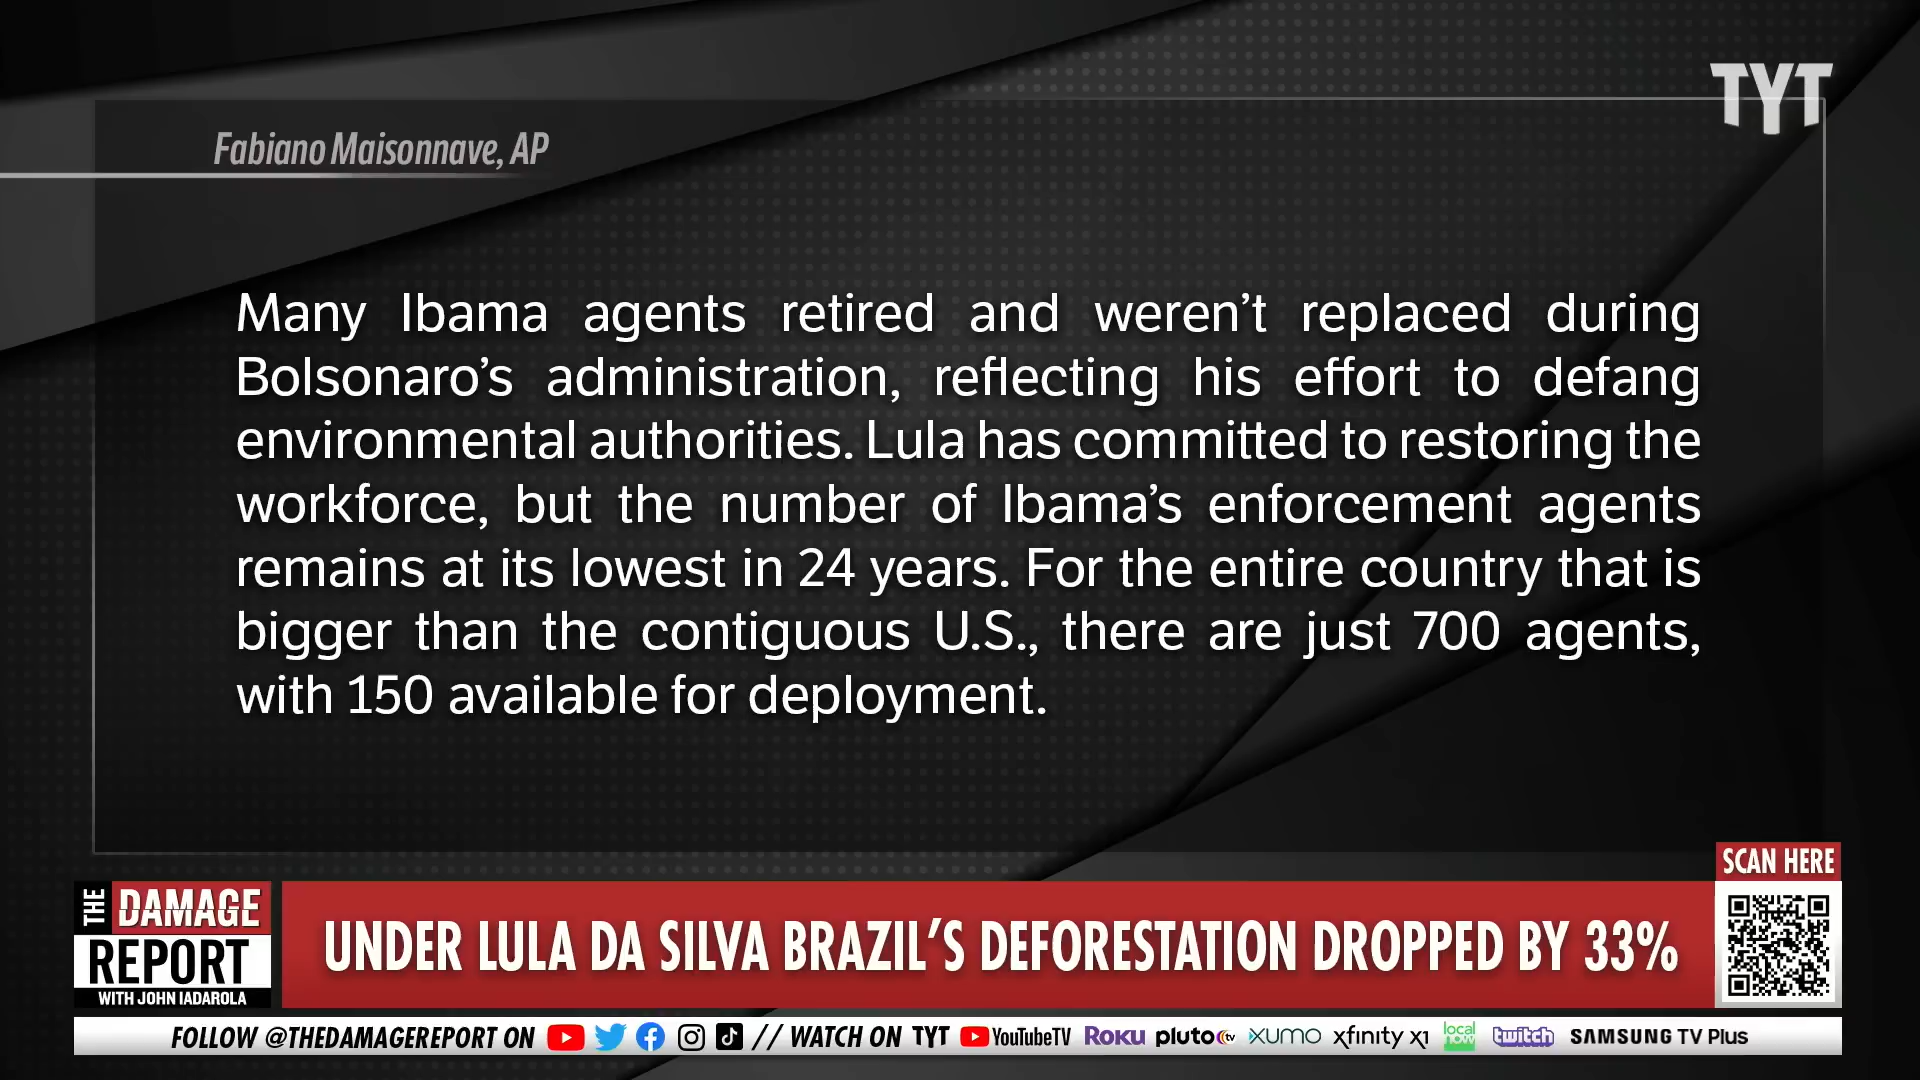 TYT
Fabiano Maisonnave, AP
Many Ibama agents retired and weren’t replaced during
Bolsonaro’s administration, reflecting his effort to defang
environmental authorities. Lula has committed to restoring the
workforce, but the number of Ibama’s enforcement agents
remains at its lowest in 24 years. For the entire country that is
bigger than the contiguous U.S., there are just 700 agents,
with 150 available for deployment.
SCAN HERE
THE DAMAGE
REPORT
WITH JOHN IADAROLA
UNDER LULA DA SILVA BRAZIL’S DEFORESTATION DROPPED BY 33%
FOLLOW @THEDAMAGEREPORT ON // WATCH ON TYT YouTubeTV ROKU pluto tv XUMO xfinity x1 local now twitch SAMSUNG TV Plus